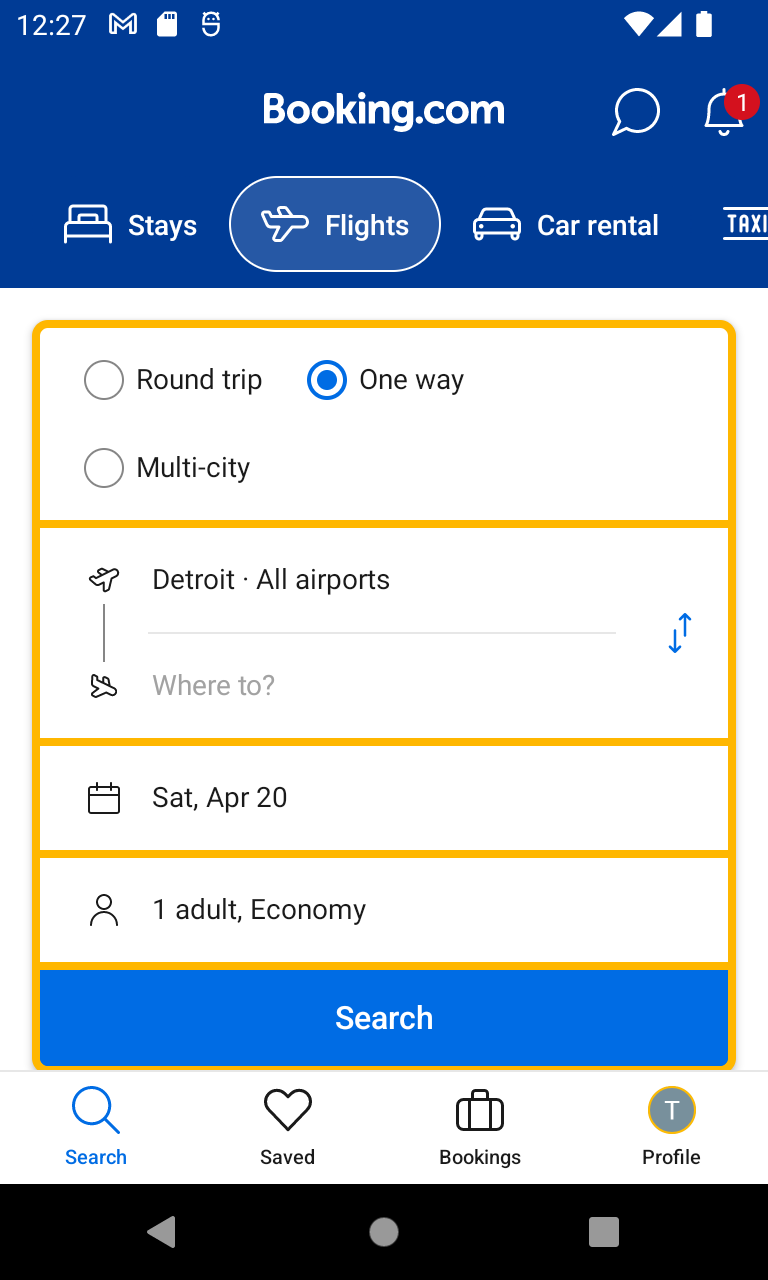 12:27
Booking.com
1
Stays Flights Car rental TAXI
Round trip One way
Multi-city
Detroit · All airports
Where to?
Sat, Apr 20
1 adult, Economy
Search
T
Search Saved Bookings Profile